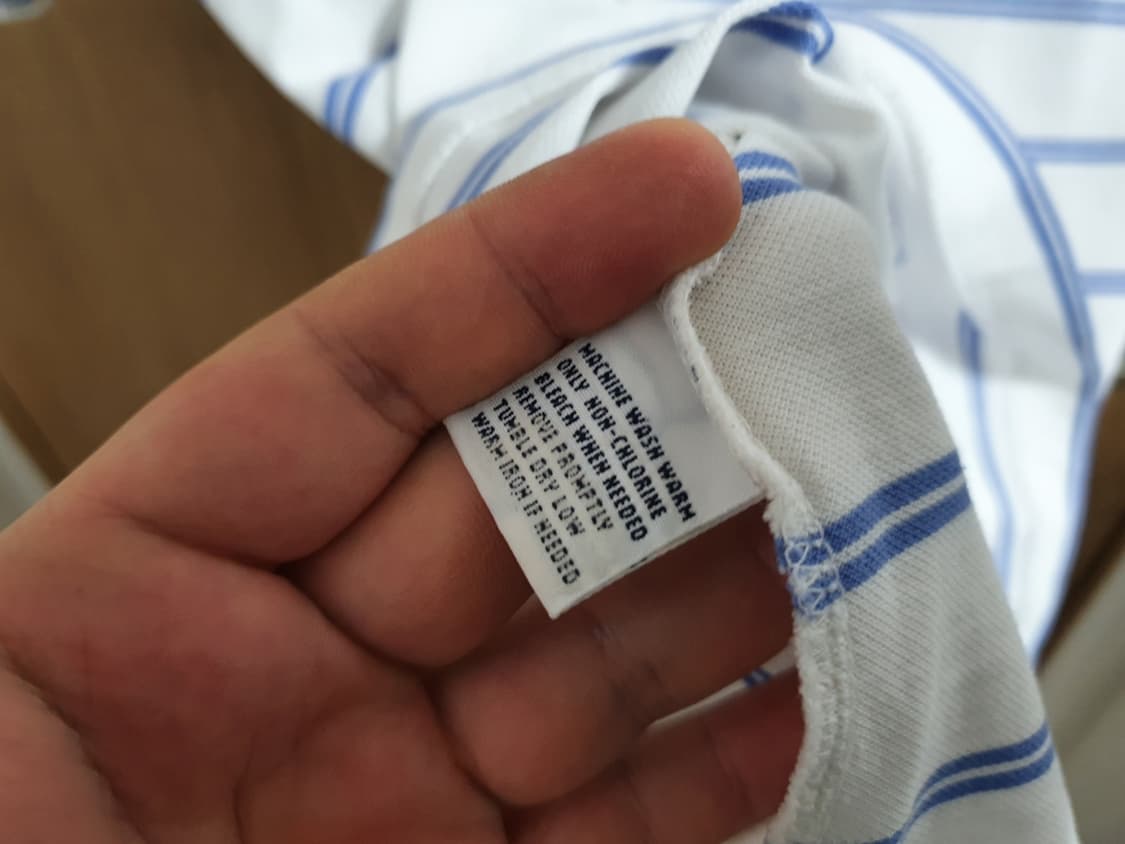 MACHINE WASH WARM
ONLY NON-CHLORINE
BLEACH WHEN NEEDED
REMOVE PROMPTLY
TUMBLE DRY LOW
WARM IRON IF NEEDED